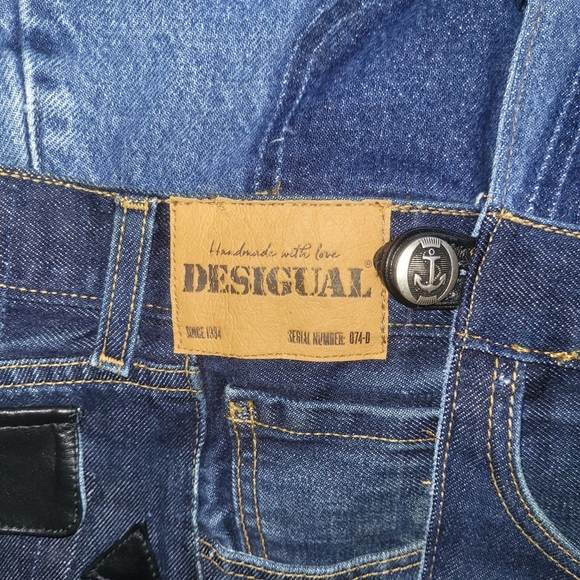 Handmade with love
DESIGUAL®
SINCE 1984
SERIAL NUMBER: 074-D